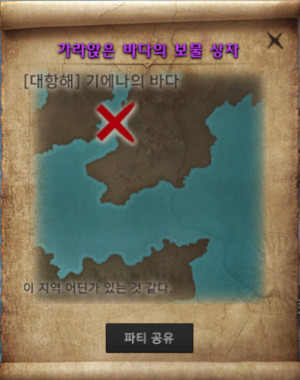 가라앉은 바다의 보물 상자
[대항해] 기에나의 바다
이 지역 어딘가 있는 것 같다.
파티 공유